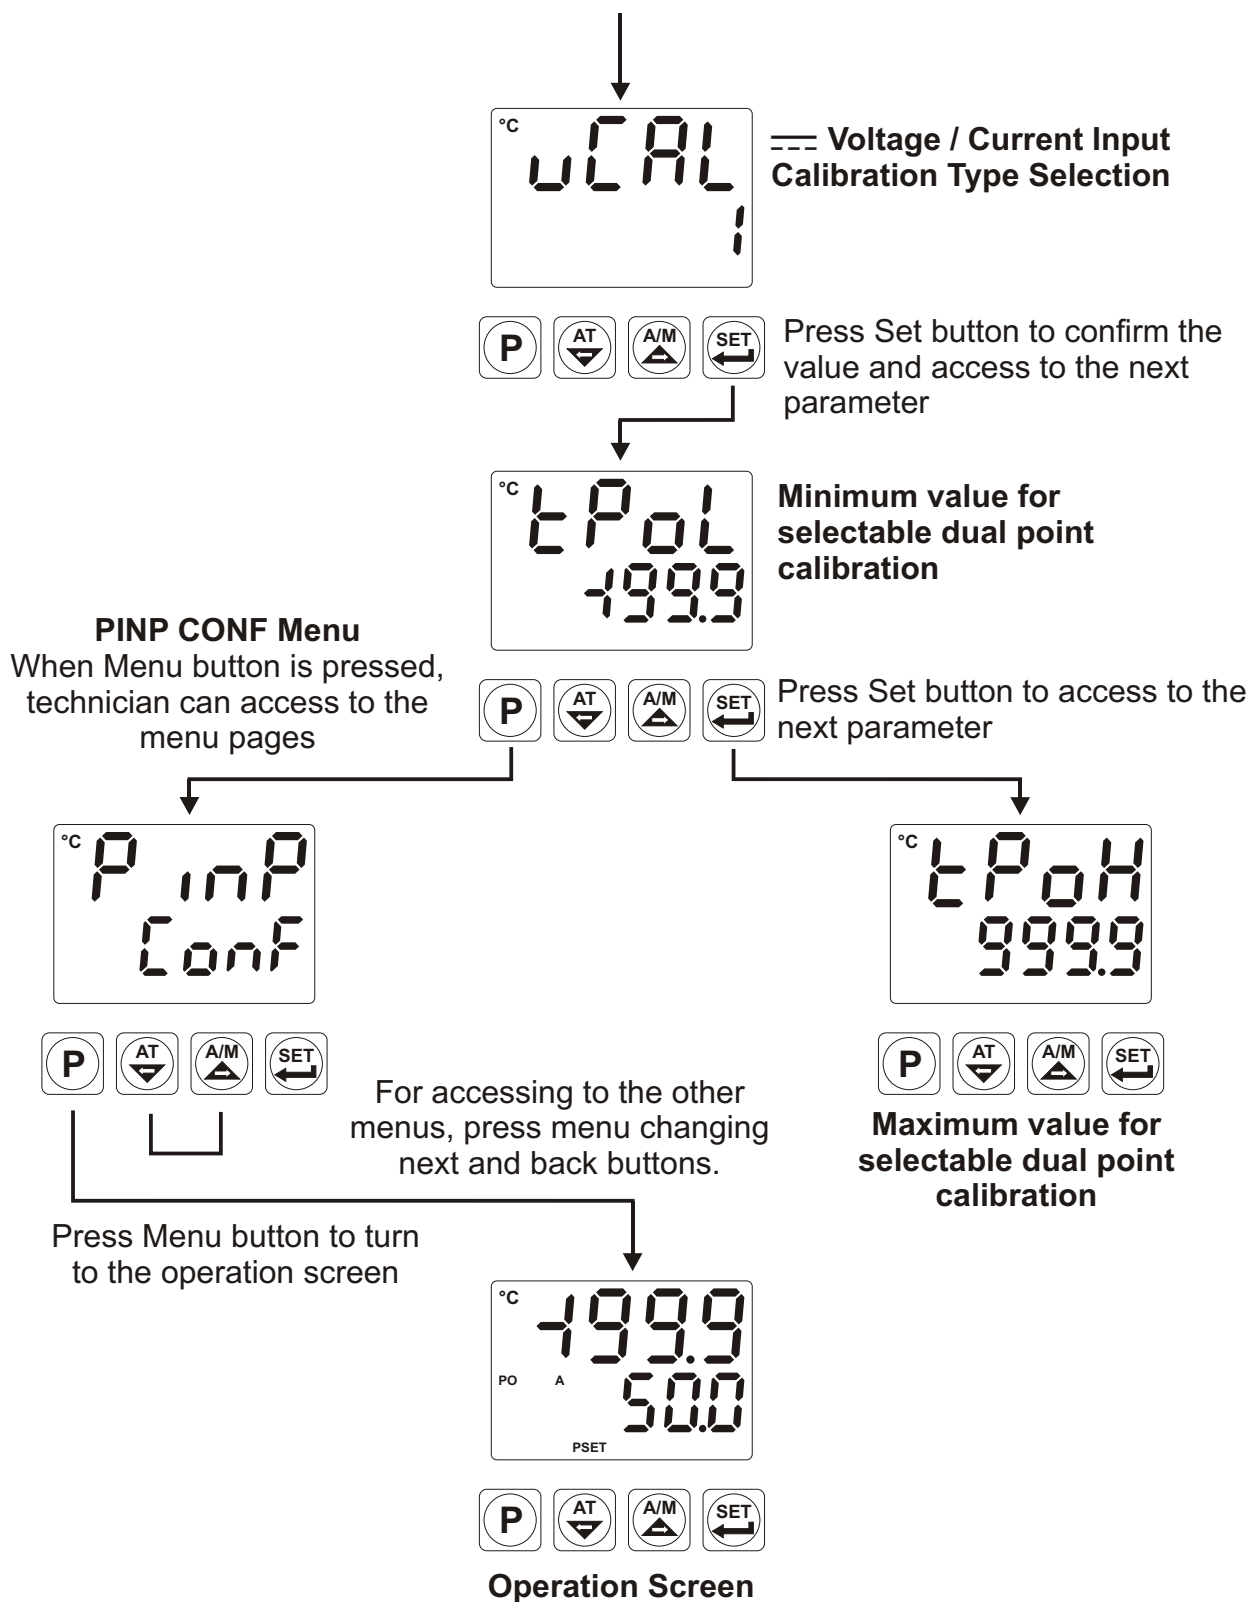 °C
uCAL
1
Voltage / Current Input
Calibration Type Selection
P AT A/M SET
Press Set button to confirm the
value and access to the next
parameter
°C
tPoL
-199.9
Minimum value for
selectable dual point
calibration
P AT A/M SET
Press Set button to access to the
next parameter
PINP CONF Menu
When Menu button is pressed,
technician can access to the
menu pages
°C
P inP
ConF
P AT A/M SET
°C
tPoH
999.9
P AT A/M SET
Maximum value for
selectable dual point
calibration
For accessing to the other
menus, press menu changing
next and back buttons.
Press Menu button to turn
to the operation screen
°C
-199.9
PO A
50.0
PSET
P AT A/M SET
Operation Screen